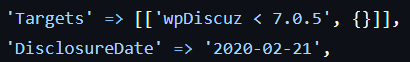 'Targets' => [['wpDiscuz < 7.0.5', {}]],
'DisclosureDate' => '2020-02-21',